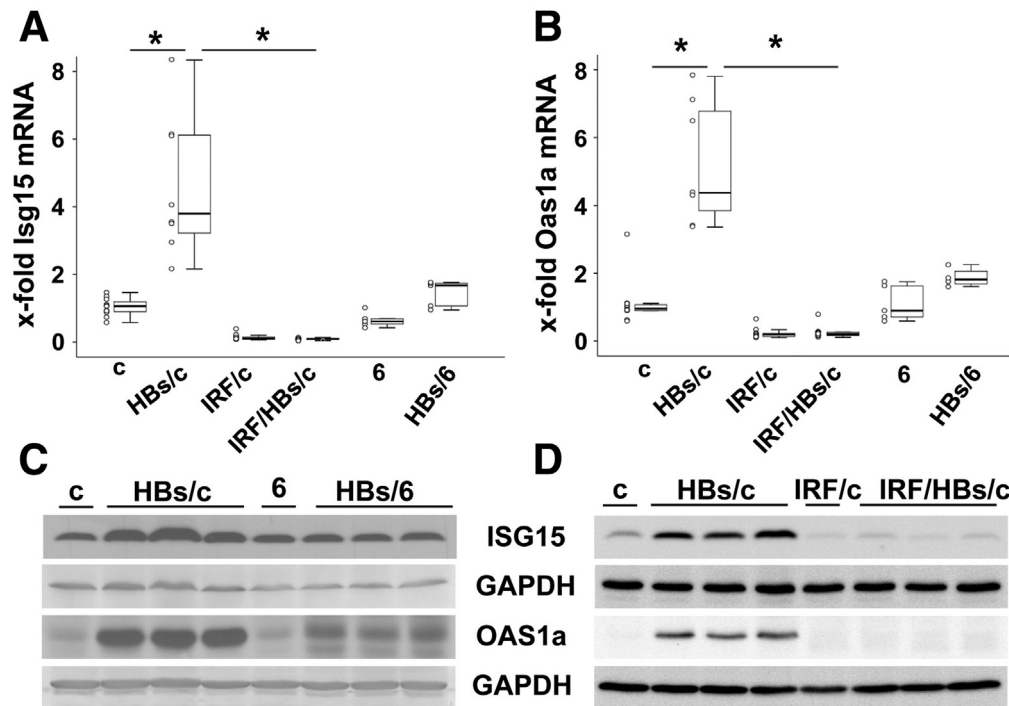 A
* *
x-fold Isg15 mRNA
8
6
4
2
0
c HBs/c IRF/c IRF/HBs/c 6 HBs/6
B
* *
x-fold Oas1a mRNA
8
6
4
2
0
c HBs/c IRF/c IRF/HBs/c 6 HBs/6
C
c HBs/c 6 HBs/6
D
c HBs/c IRF/c IRF/HBs/c
ISG15
GAPDH
OAS1a
GAPDH